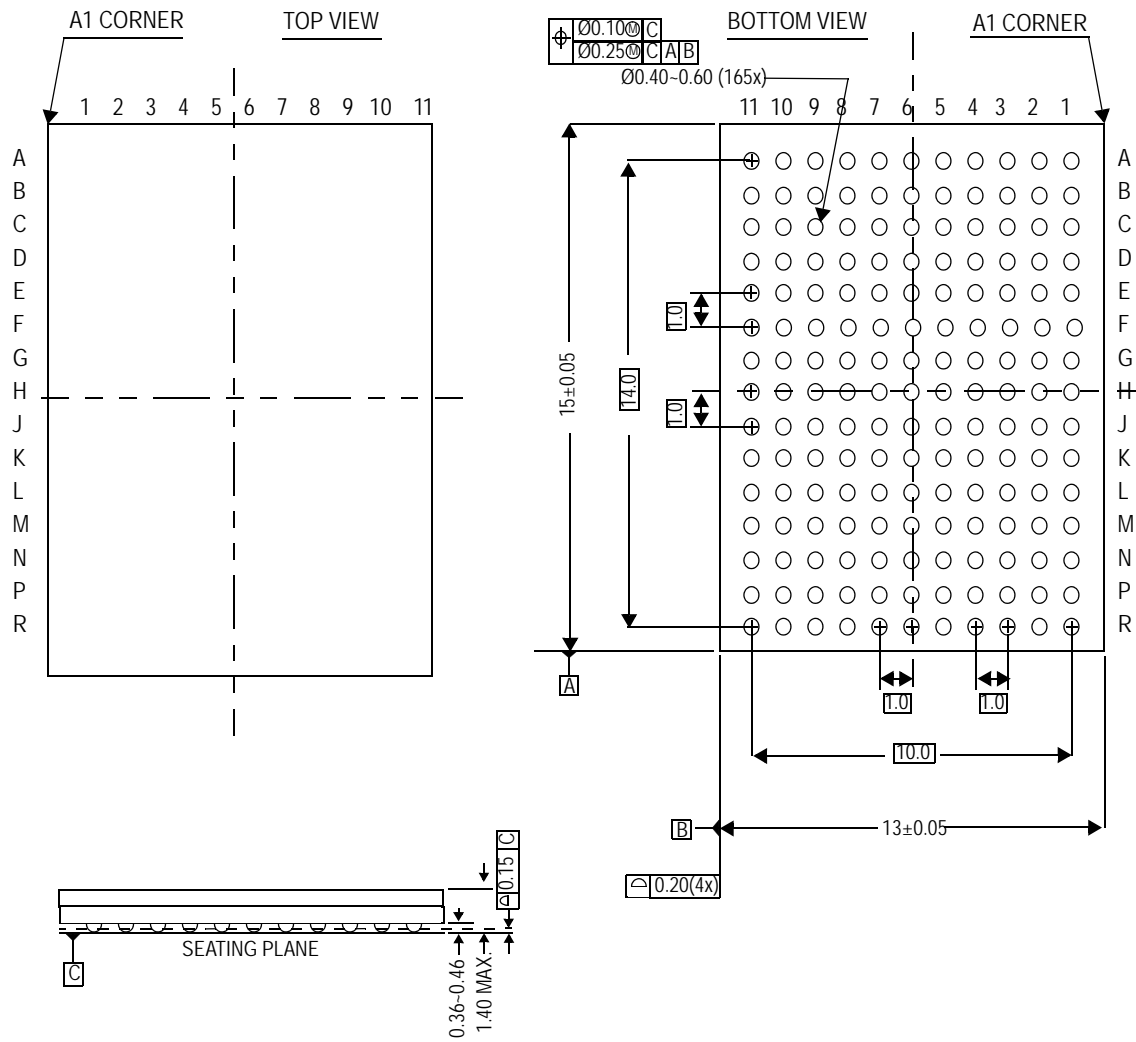 A1 CORNER
TOP VIEW
1 2 3 4 5 6 7 8 9 10 11
A
B
C
D
E
F
G
H
J
K
L
M
N
P
R
Ø0.10Ⓜ C
Ø0.25Ⓜ C A B
BOTTOM VIEW
A1 CORNER
Ø0.40~0.60 (165x)
11 10 9 8 7 6 5 4 3 2 1
A
B
C
D
E
F
G
H
J
K
L
M
N
P
R
1.0
1.0
15±0.05
14.0
A
1.0
1.0
10.0
B
13±0.05
0.20(4x)
0.15 C
SEATING PLANE
C
0.36~0.46
1.40 MAX.